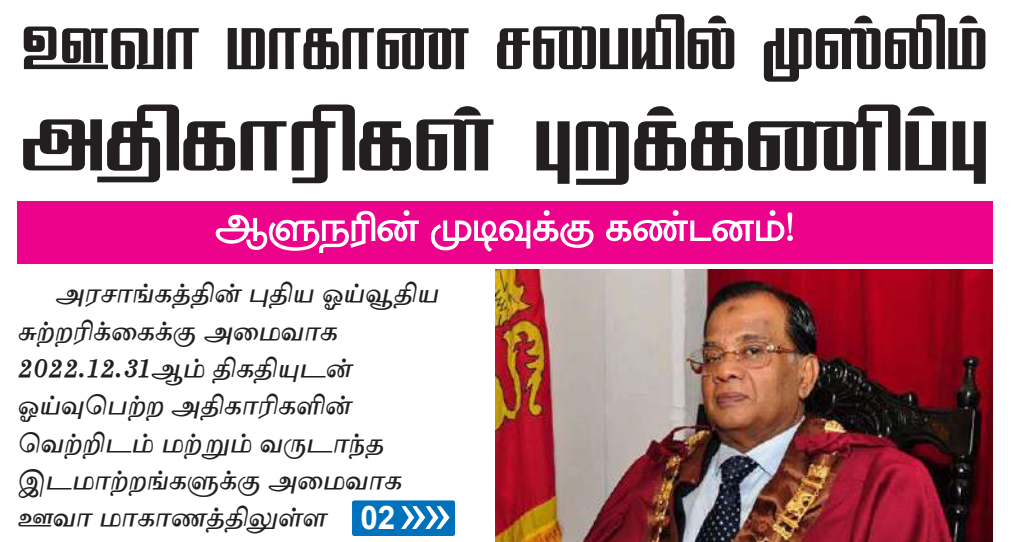 ஊவா மாகாண சபையில் முஸ்லிம்
அதிகாரிகள் புறக்கணிப்பு
ஆளுநரின் முடிவுக்கு கண்டனம்!
அரசாங்கத்தின் புதிய ஓய்வூதிய
சுற்றரிக்கைக்கு அமைவாக
2022.12.31ஆம் திகதியுடன்
ஓய்வுபெற்ற அதிகாரிகளின்
வெற்றிடம் மற்றும் வருடாந்த
இடமாற்றங்களுக்கு அமைவாக
ஊவா மாகாணத்திலுள்ள 02 »»